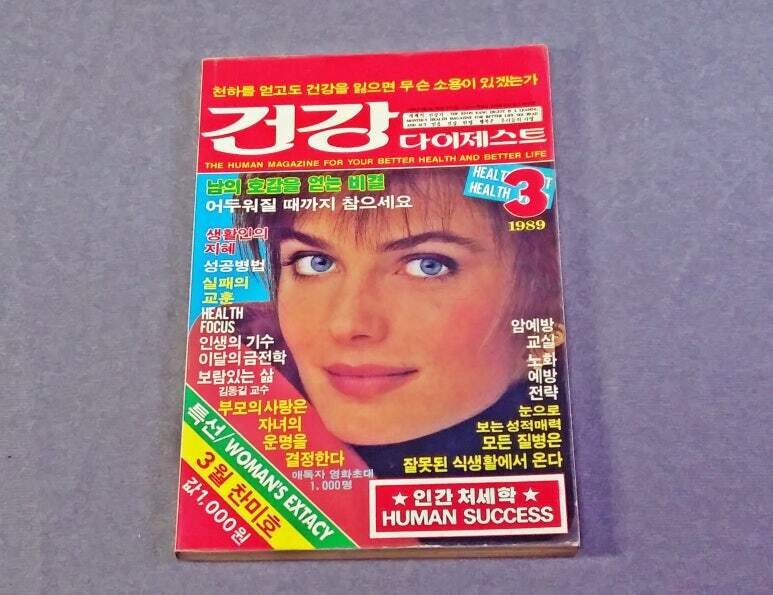 천하를 얻고도 건강을 잃으면 무슨 소용이 있겠는가
건강
다이제스트
THE HUMAN MAGAZINE FOR YOUR BETTER HEALTH AND BETTER LIFE
남의 호감을 얻는 비결
어두워질 때까지 참으세요
HEALTH
3
1989
생활인의
지혜
성공병법
실패의
교훈
HEALTH
FOCUS
인생의 기수
이달의 금전학
보람있는 삶
김동길 교수
부모의 사랑은
자녀의
운명을
결정한다
애독자 영화초대
1,000명
암예방
교실
노화
예방
전략
눈으로
보는 성적매력
모든 질병은
잘못된 식생활에서 온다
특선/WOMAN'S EXTACY
3월 찬미호
값1,000원
★ 인간 처세학 ★
HUMAN SUCCESS